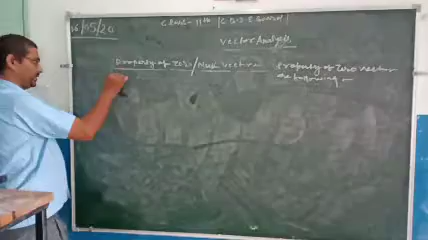 16/05/20
Class-11th (C.B.S.E Board)
Vector Analysis
Property of Zero/Null vector:
Property of Zero vector